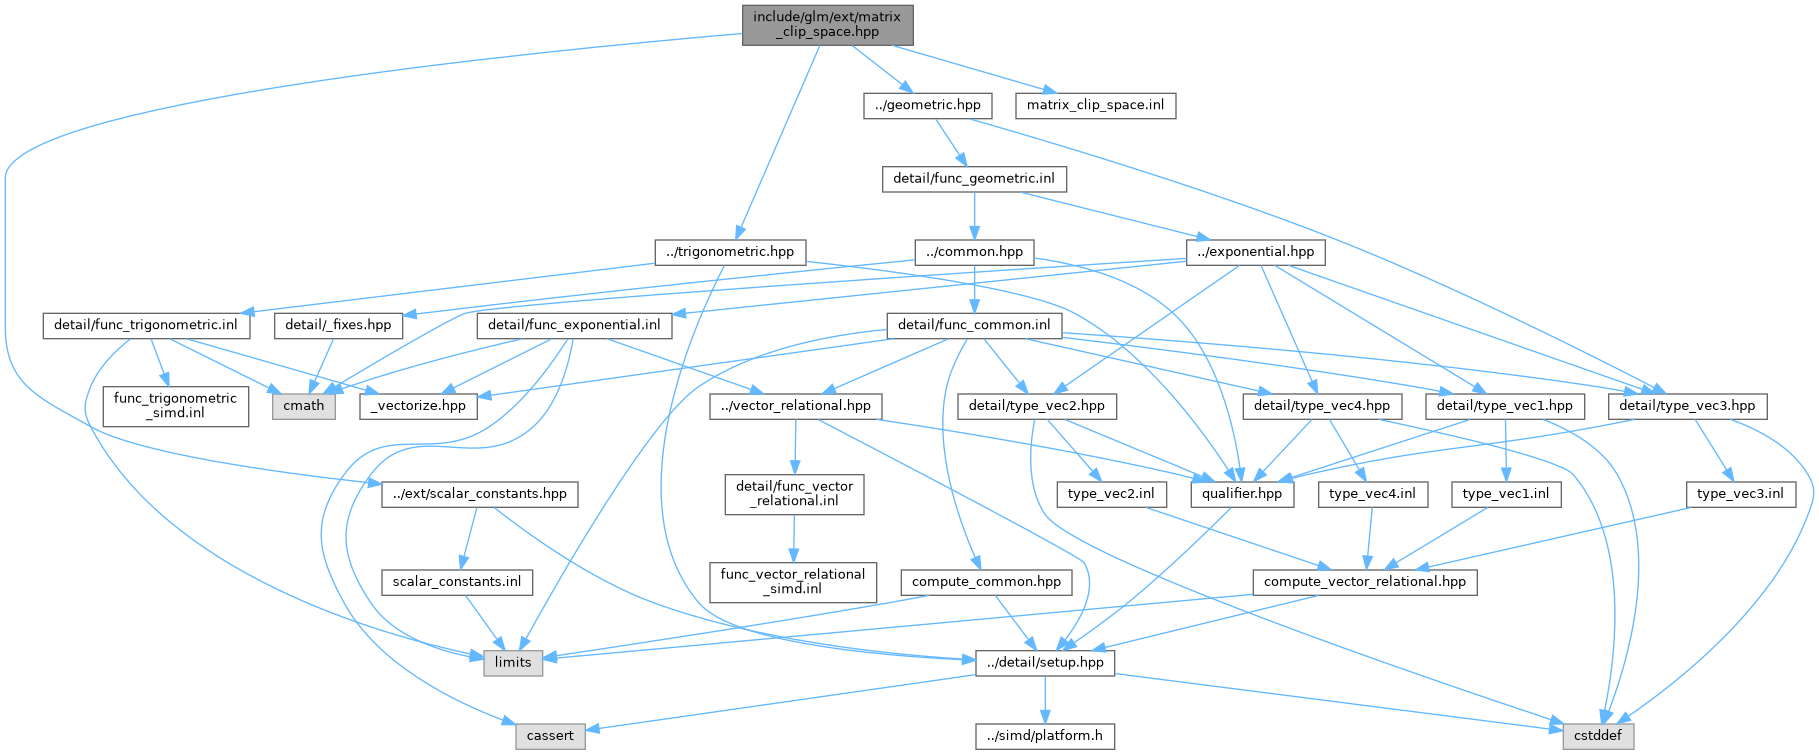 include/glm/ext/matrix
_clip_space.hpp
../geometric.hpp
matrix_clip_space.inl
detail/func_geometric.inl
../trigonometric.hpp
../common.hpp
../exponential.hpp
detail/func_trigonometric.inl
detail/_fixes.hpp
detail/func_exponential.inl
detail/func_common.inl
func_trigonometric
_simd.inl
cmath
_vectorize.hpp
../vector_relational.hpp
detail/type_vec2.hpp
detail/type_vec4.hpp
detail/type_vec1.hpp
detail/type_vec3.hpp
../ext/scalar_constants.hpp
detail/func_vector
_relational.inl
type_vec2.inl
qualifier.hpp
type_vec4.inl
type_vec1.inl
type_vec3.inl
scalar_constants.inl
func_vector_relational
_simd.inl
compute_common.hpp
compute_vector_relational.hpp
limits
../detail/setup.hpp
cassert
../simd/platform.h
cstddef